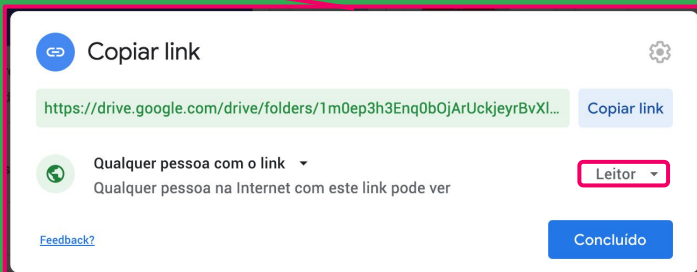 Copiar link
https://drive.google.com/drive/folders/1m0ep3h3Enq0bOjArUckjeyrBvXl...
Copiar link
Qualquer pessoa com o link
Qualquer pessoa na Internet com este link pode ver
Leitor
Feedback?
Concluído